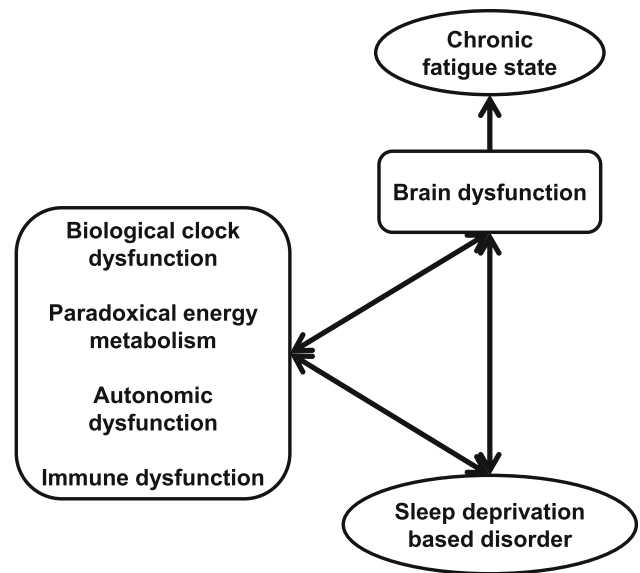 Chronic
fatigue state
Brain dysfunction
Biological clock
dysfunction
Paradoxical energy
metabolism
Autonomic
dysfunction
Immune dysfunction
Sleep deprivation
based disorder